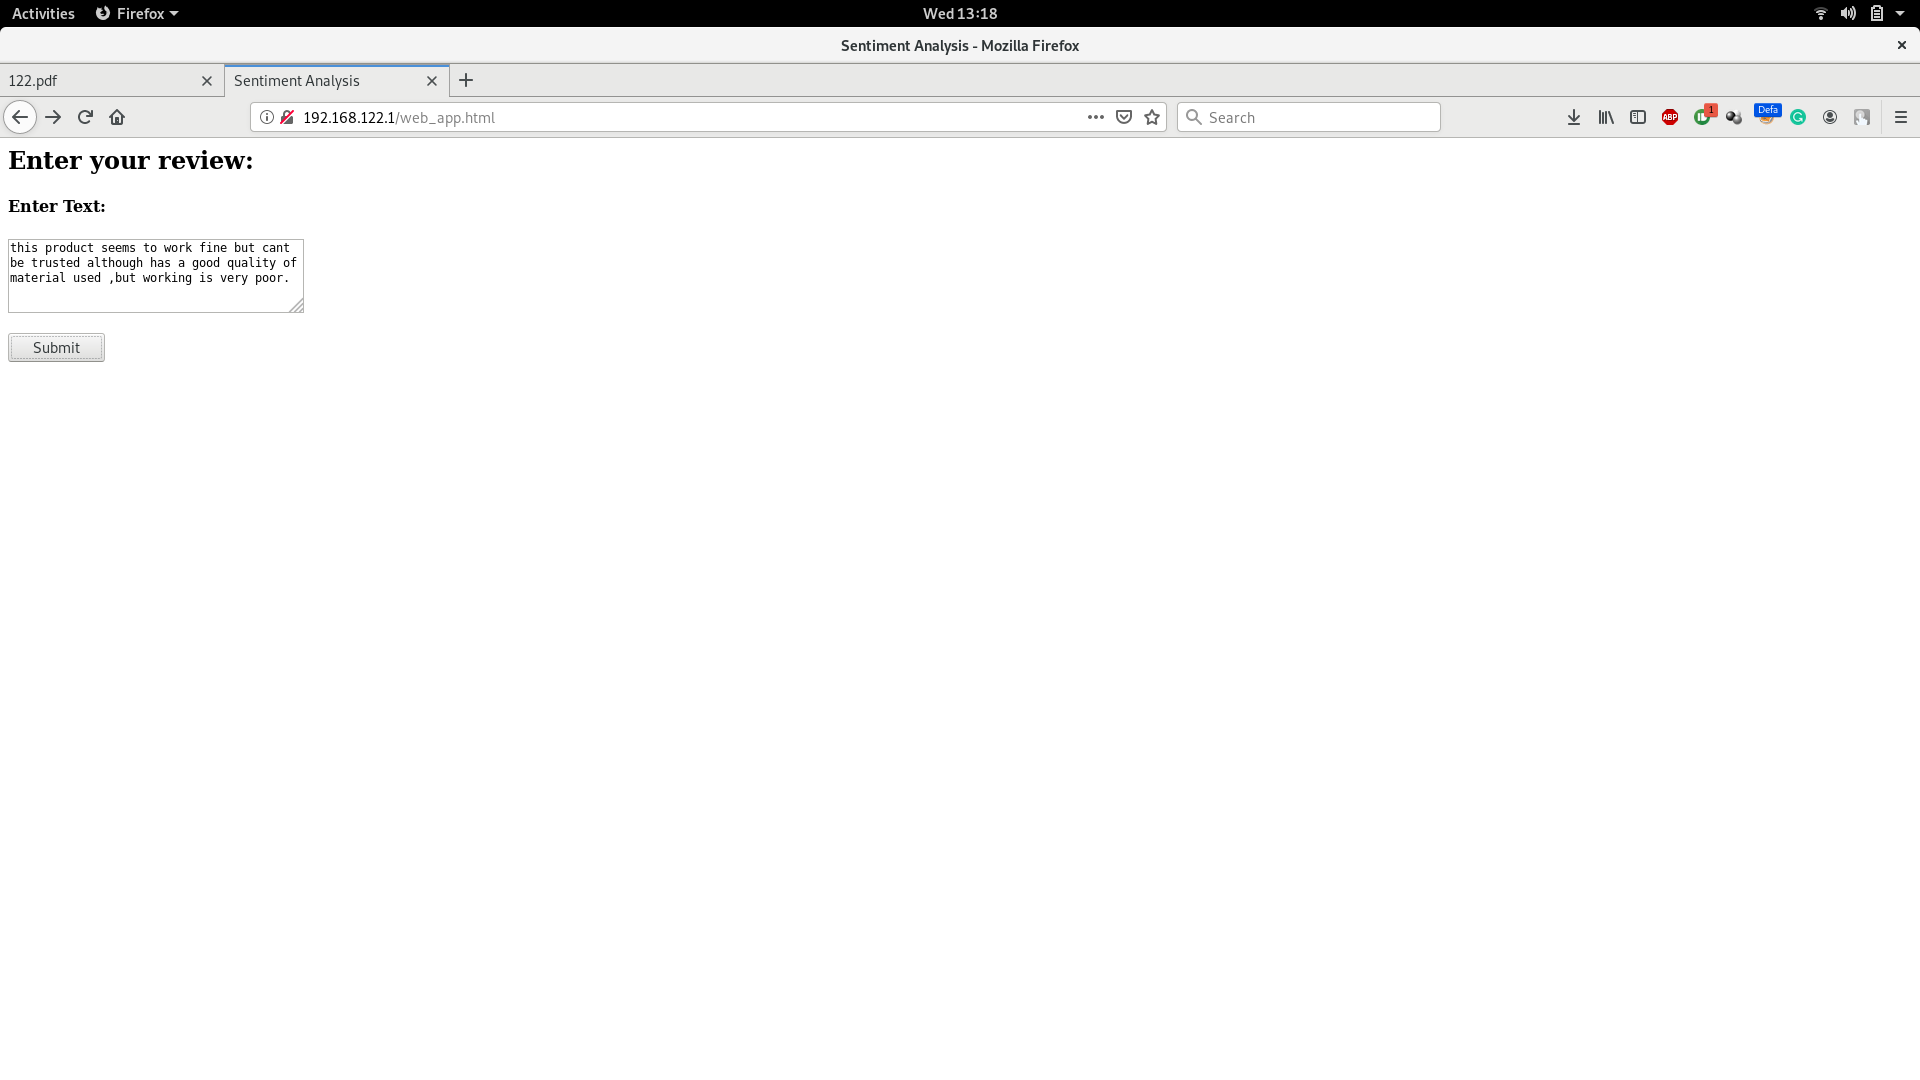 Activities Firefox Wed 13:18
Sentiment Analysis - Mozilla Firefox
122.pdf Sentiment Analysis
192.168.122.1/web_app.html Search ABP 1 Defa
Enter your review:
Enter Text:
this product seems to work fine but cant
be trusted although has a good quality of
material used ,but working is very poor.
Submit